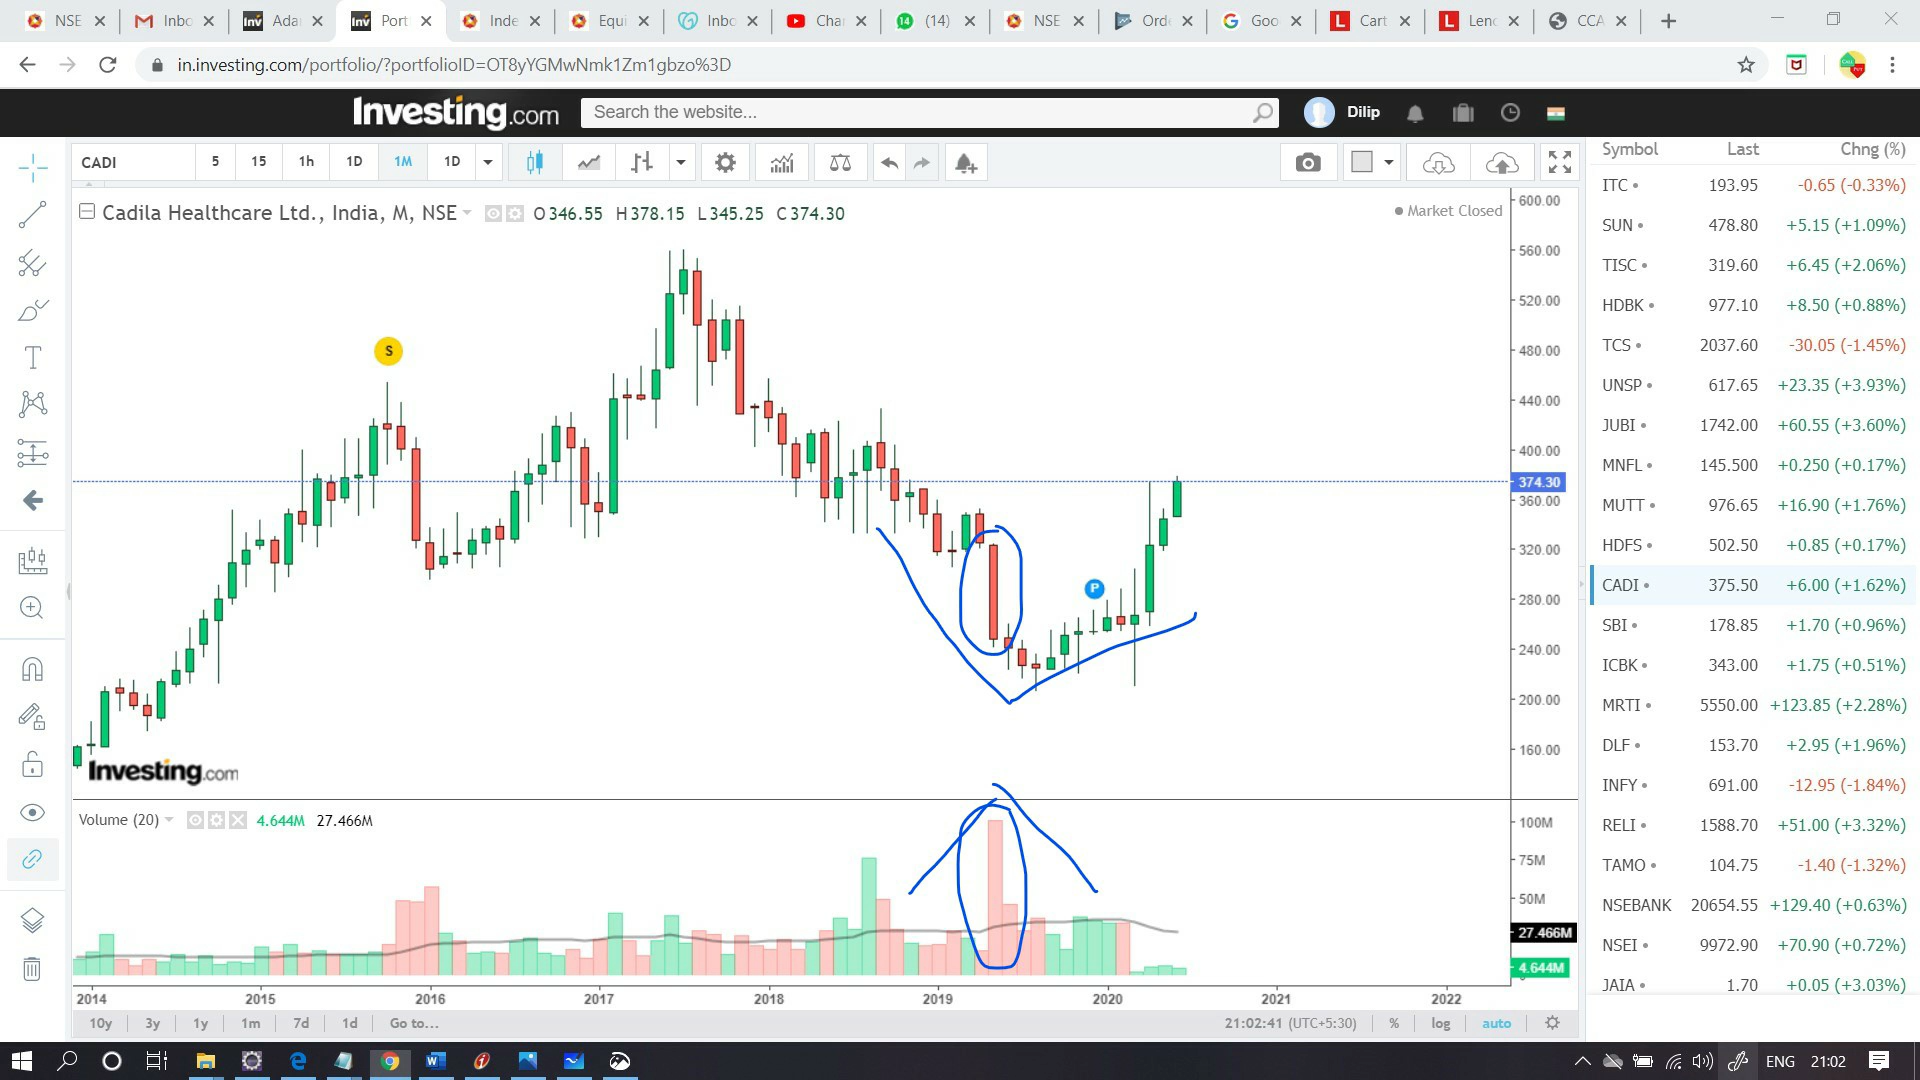 NSE Inbo Adai Port Inde Equi Inbo Char (14) NSE Orde Goo Cart Lenc CCA
in.investing.com/portfolio/?portfolioID=OT8yYGMwNmk1Zm1gbzo%3D
Investing.com Search the website... Dilip
CADI 5 15 1h 1D 1M 1D
Symbol Last Chng (%)
Cadila Healthcare Ltd., India, M, NSE O346.55 H378.15 L345.25 C374.30
Market Closed
S
P
600.00
560.00
520.00
480.00
440.00
400.00
374.30
360.00
320.00
280.00
240.00
200.00
160.00
Investing.com
Volume (20) 4.644M 27.466M
100M
75M
50M
27.466M
4.644M
2014 2015 2016 2017 2018 2019 2020 2021 2022
10y 3y 1y 1m 7d 1d Go to... 21:02:41 (UTC+5:30) % log auto
ITC 193.95 -0.65 (-0.33%)
SUN 478.80 +5.15 (+1.09%)
TISC 319.60 +6.45 (+2.06%)
HDBK 977.10 +8.50 (+0.88%)
TCS 2037.60 -30.05 (-1.45%)
UNSP 617.65 +23.35 (+3.93%)
JUBI 1742.00 +60.55 (+3.60%)
MNFL 145.500 +0.250 (+0.17%)
MUTT 976.65 +16.90 (+1.76%)
HDFS 502.50 +0.85 (+0.17%)
CADI 375.50 +6.00 (+1.62%)
SBI 178.85 +1.70 (+0.96%)
ICBK 343.00 +1.75 (+0.51%)
MRTI 5550.00 +123.85 (+2.28%)
DLF 153.70 +2.95 (+1.96%)
INFY 691.00 -12.95 (-1.84%)
RELI 1588.70 +51.00 (+3.32%)
TAMO 104.75 -1.40 (-1.32%)
NSEBANK 20654.55 +129.40 (+0.63%)
NSEI 9972.90 +70.90 (+0.72%)
JAIA 1.70 +0.05 (+3.03%)
ENG 21:02